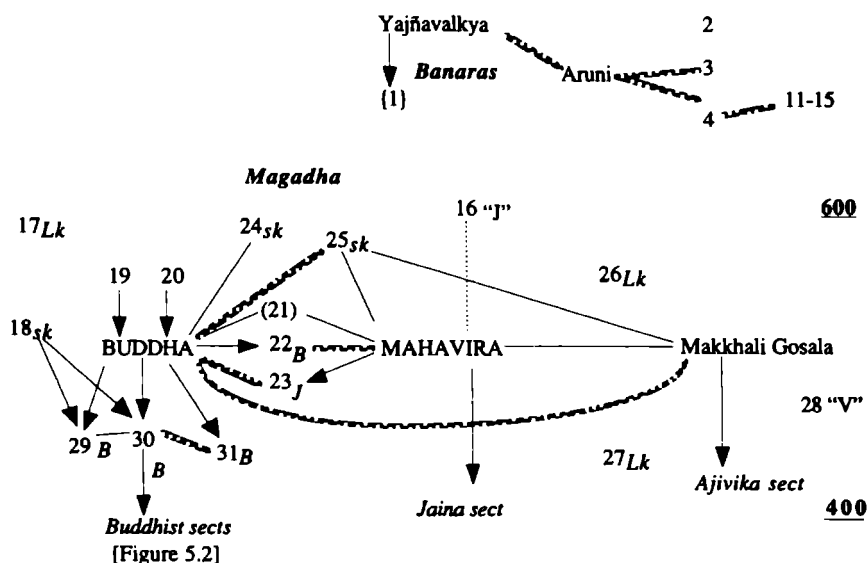 Yajñavalkya 2
Banaras Aruni 3
{1}
4 11-15
Magadha
16 "J" 600
17Lk 24sk 25sk
26Lk
19 20 (21)
18sk
BUDDHA 22B MAHAVIRA Makkhali Gosala
23J
28 "V"
29B 30 31B
B 27Lk
Ajivika sect
Buddhist sects Jaina sect 400
[Figure 5.2]